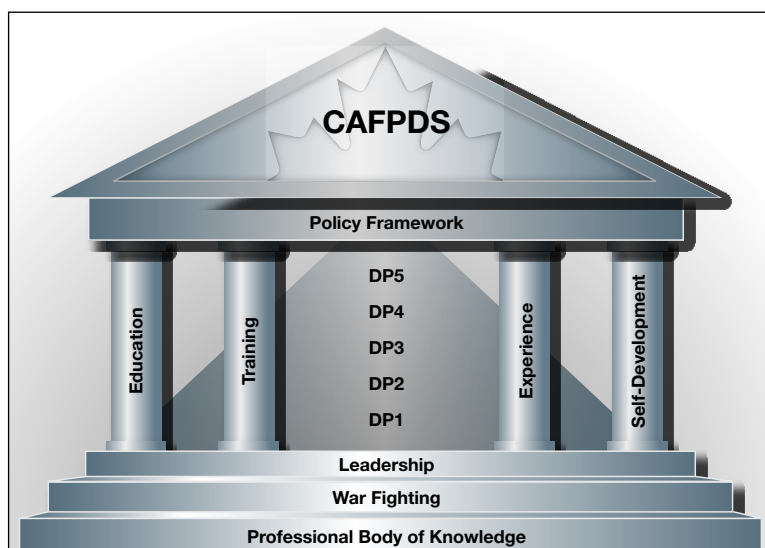 CAFPDS
Policy Framework
Education
Training
DP5
DP4
DP3
DP2
DP1
Experience
Self-Development
Leadership
War Fighting
Professional Body of Knowledge